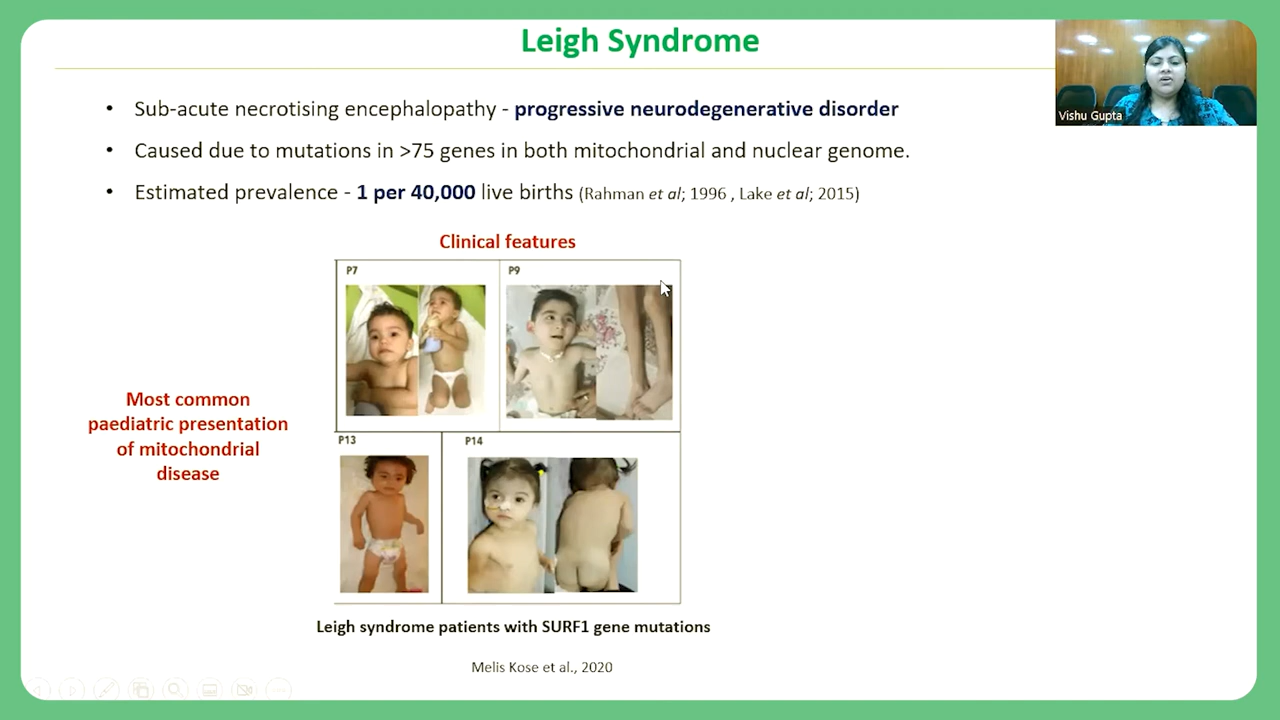 Leigh Syndrome
Vishu Gupta
• Sub-acute necrotising encephalopathy - progressive neurodegenerative disorder
• Caused due to mutations in >75 genes in both mitochondrial and nuclear genome.
• Estimated prevalence - 1 per 40,000 live births (Rahman et al; 1996 , Lake et al; 2015)
Clinical features
P7
P9
Most common
paediatric presentation
of mitochondrial
disease
P13
P14
Leigh syndrome patients with SURF1 gene mutations
Melis Kose et al., 2020